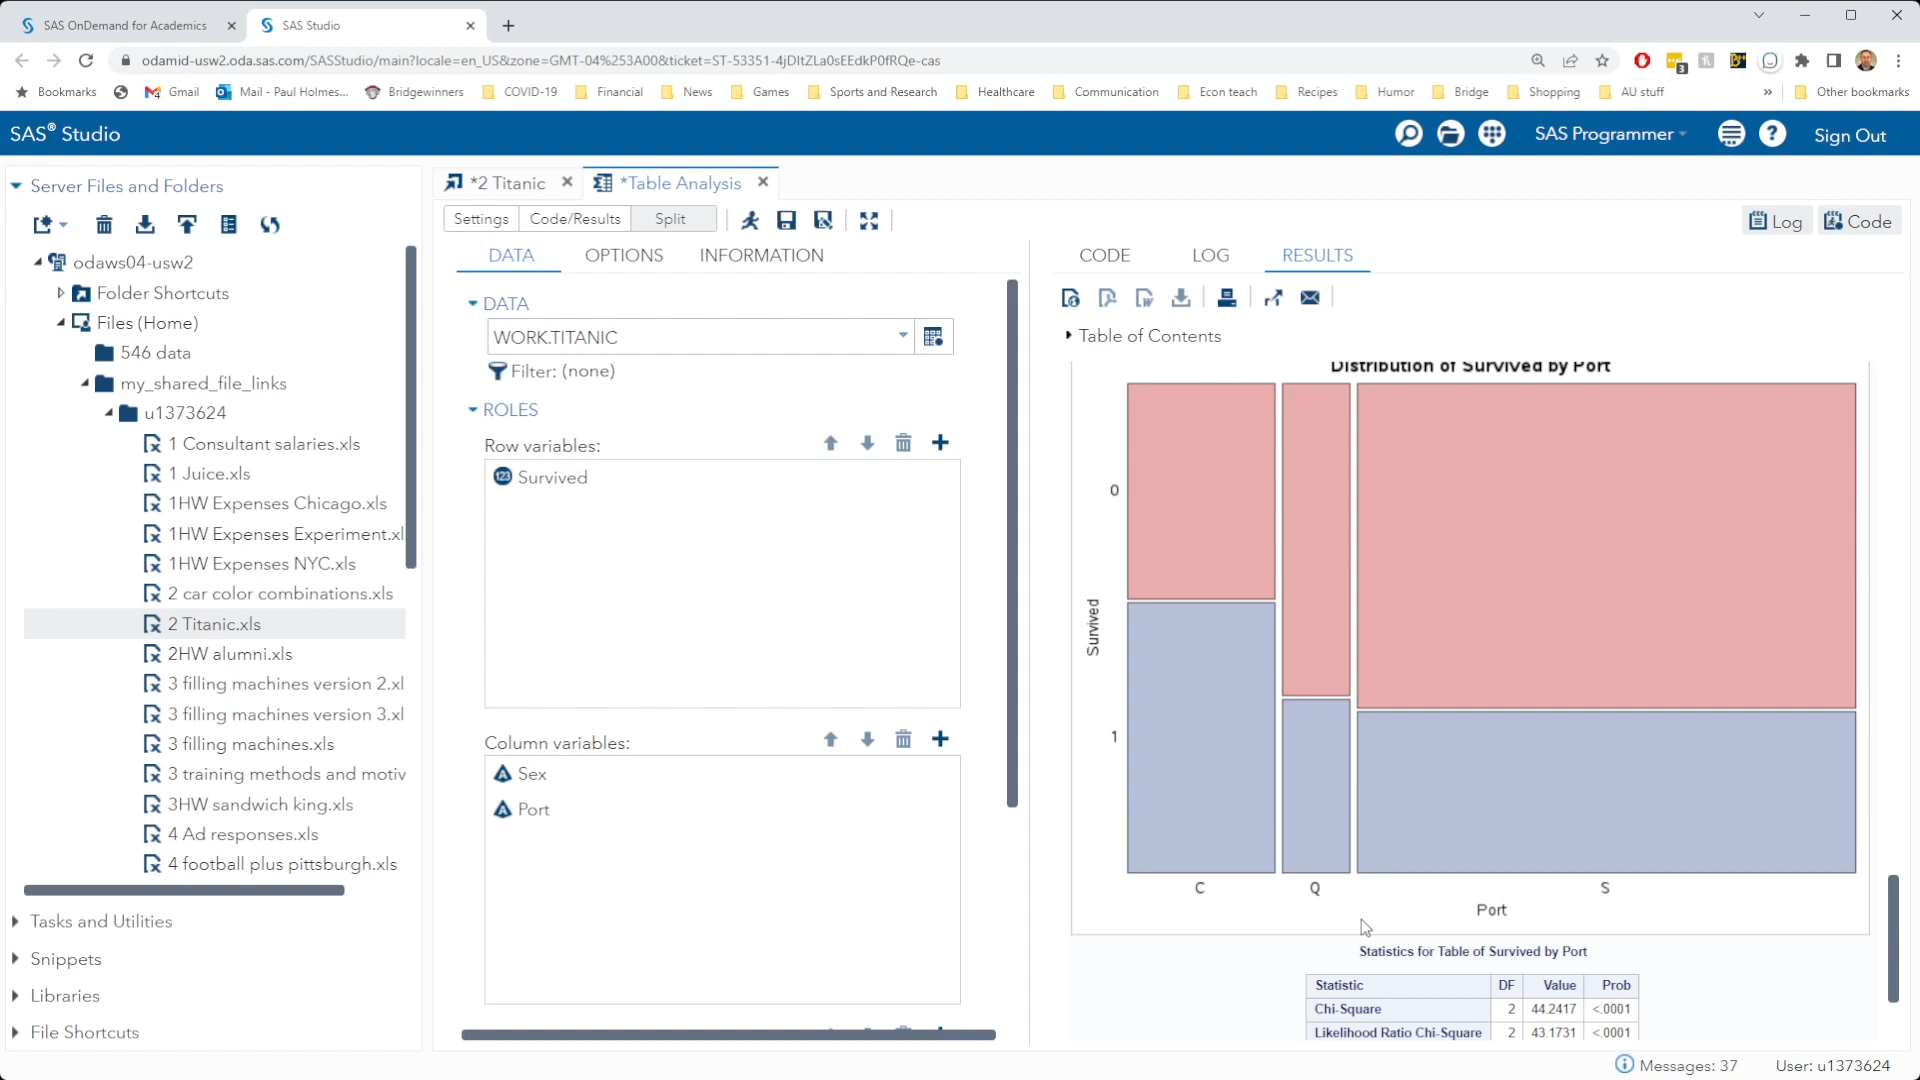 SAS OnDemand for Academics
SAS Studio
odamid-usw2.oda.sas.com/SASStudio/main?locale=en_US&zone=GMT-04%253A00&ticket=ST-53351-4jDItZLa0sEEdkP0fRQe-cas
3
Bookmarks
Gmail
Mail - Paul Holmes...
Bridgewinners
COVID-19
Financial
News
Games
Sports and Research
Healthcare
Communication
Econ teach
Recipes
Humor
Bridge
Shopping
AU stuff
»
Other bookmarks
SAS® Studio
SAS Programmer
Sign Out
Server Files and Folders
odaws04-usw2
Folder Shortcuts
Files (Home)
546 data
my_shared_file_links
u1373624
1 Consultant salaries.xls
1 Juice.xls
1HW Expenses Chicago.xls
1HW Expenses Experiment.xl
1HW Expenses NYC.xls
2 car color combinations.xls
2 Titanic.xls
2HW alumni.xls
3 filling machines version 2.xl
3 filling machines version 3.xl
3 filling machines.xls
3 training methods and motiv
3HW sandwich king.xls
4 Ad responses.xls
4 football plus pittsburgh.xls
Tasks and Utilities
Snippets
Libraries
File Shortcuts
*2 Titanic
*Table Analysis
Settings
Code/Results
Split
Log
Code
DATA
OPTIONS
INFORMATION
DATA
WORK.TITANIC
Filter: (none)
ROLES
Row variables:
123 Survived
Column variables:
Sex
Port
CODE
LOG
RESULTS
Table of Contents
Distribution of Survived by Port
0
1
Survived
C
Q
S
Port
Statistics for Table of Survived by Port
Statistic DF Value Prob
Chi-Square 2 44.2417 <.0001
Likelihood Ratio Chi-Square 2 43.1731 <.0001
Messages: 37
User: u1373624